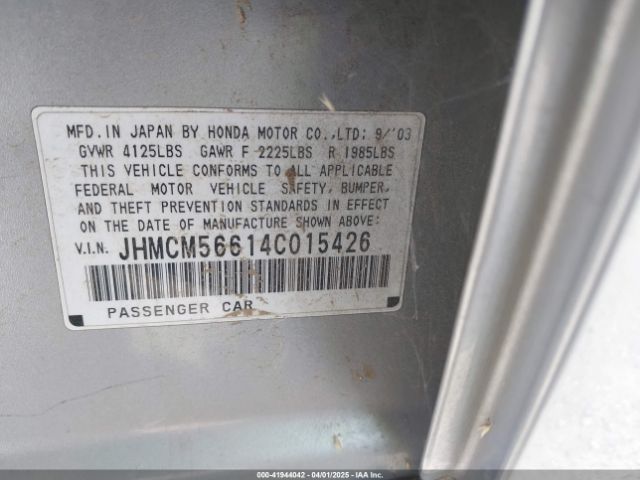 MFD. IN JAPAN BY HONDA MOTOR CO.,LTD: 9/'03
GVWR 4125LBS GAWR F 2225LBS R 1985LBS
THIS VEHICLE CONFORMS TO ALL APPLICABLE
FEDERAL MOTOR VEHICLE SAFETY, BUMPER,
AND THEFT PREVENTION STANDARDS IN EFFECT
ON THE DATE OF MANUFACTURE SHOWN ABOVE:
V.I.N. JHMCM56614C015426
PASSENGER CAR
000-41944042 - 04/01/2025 - IAAI.COM